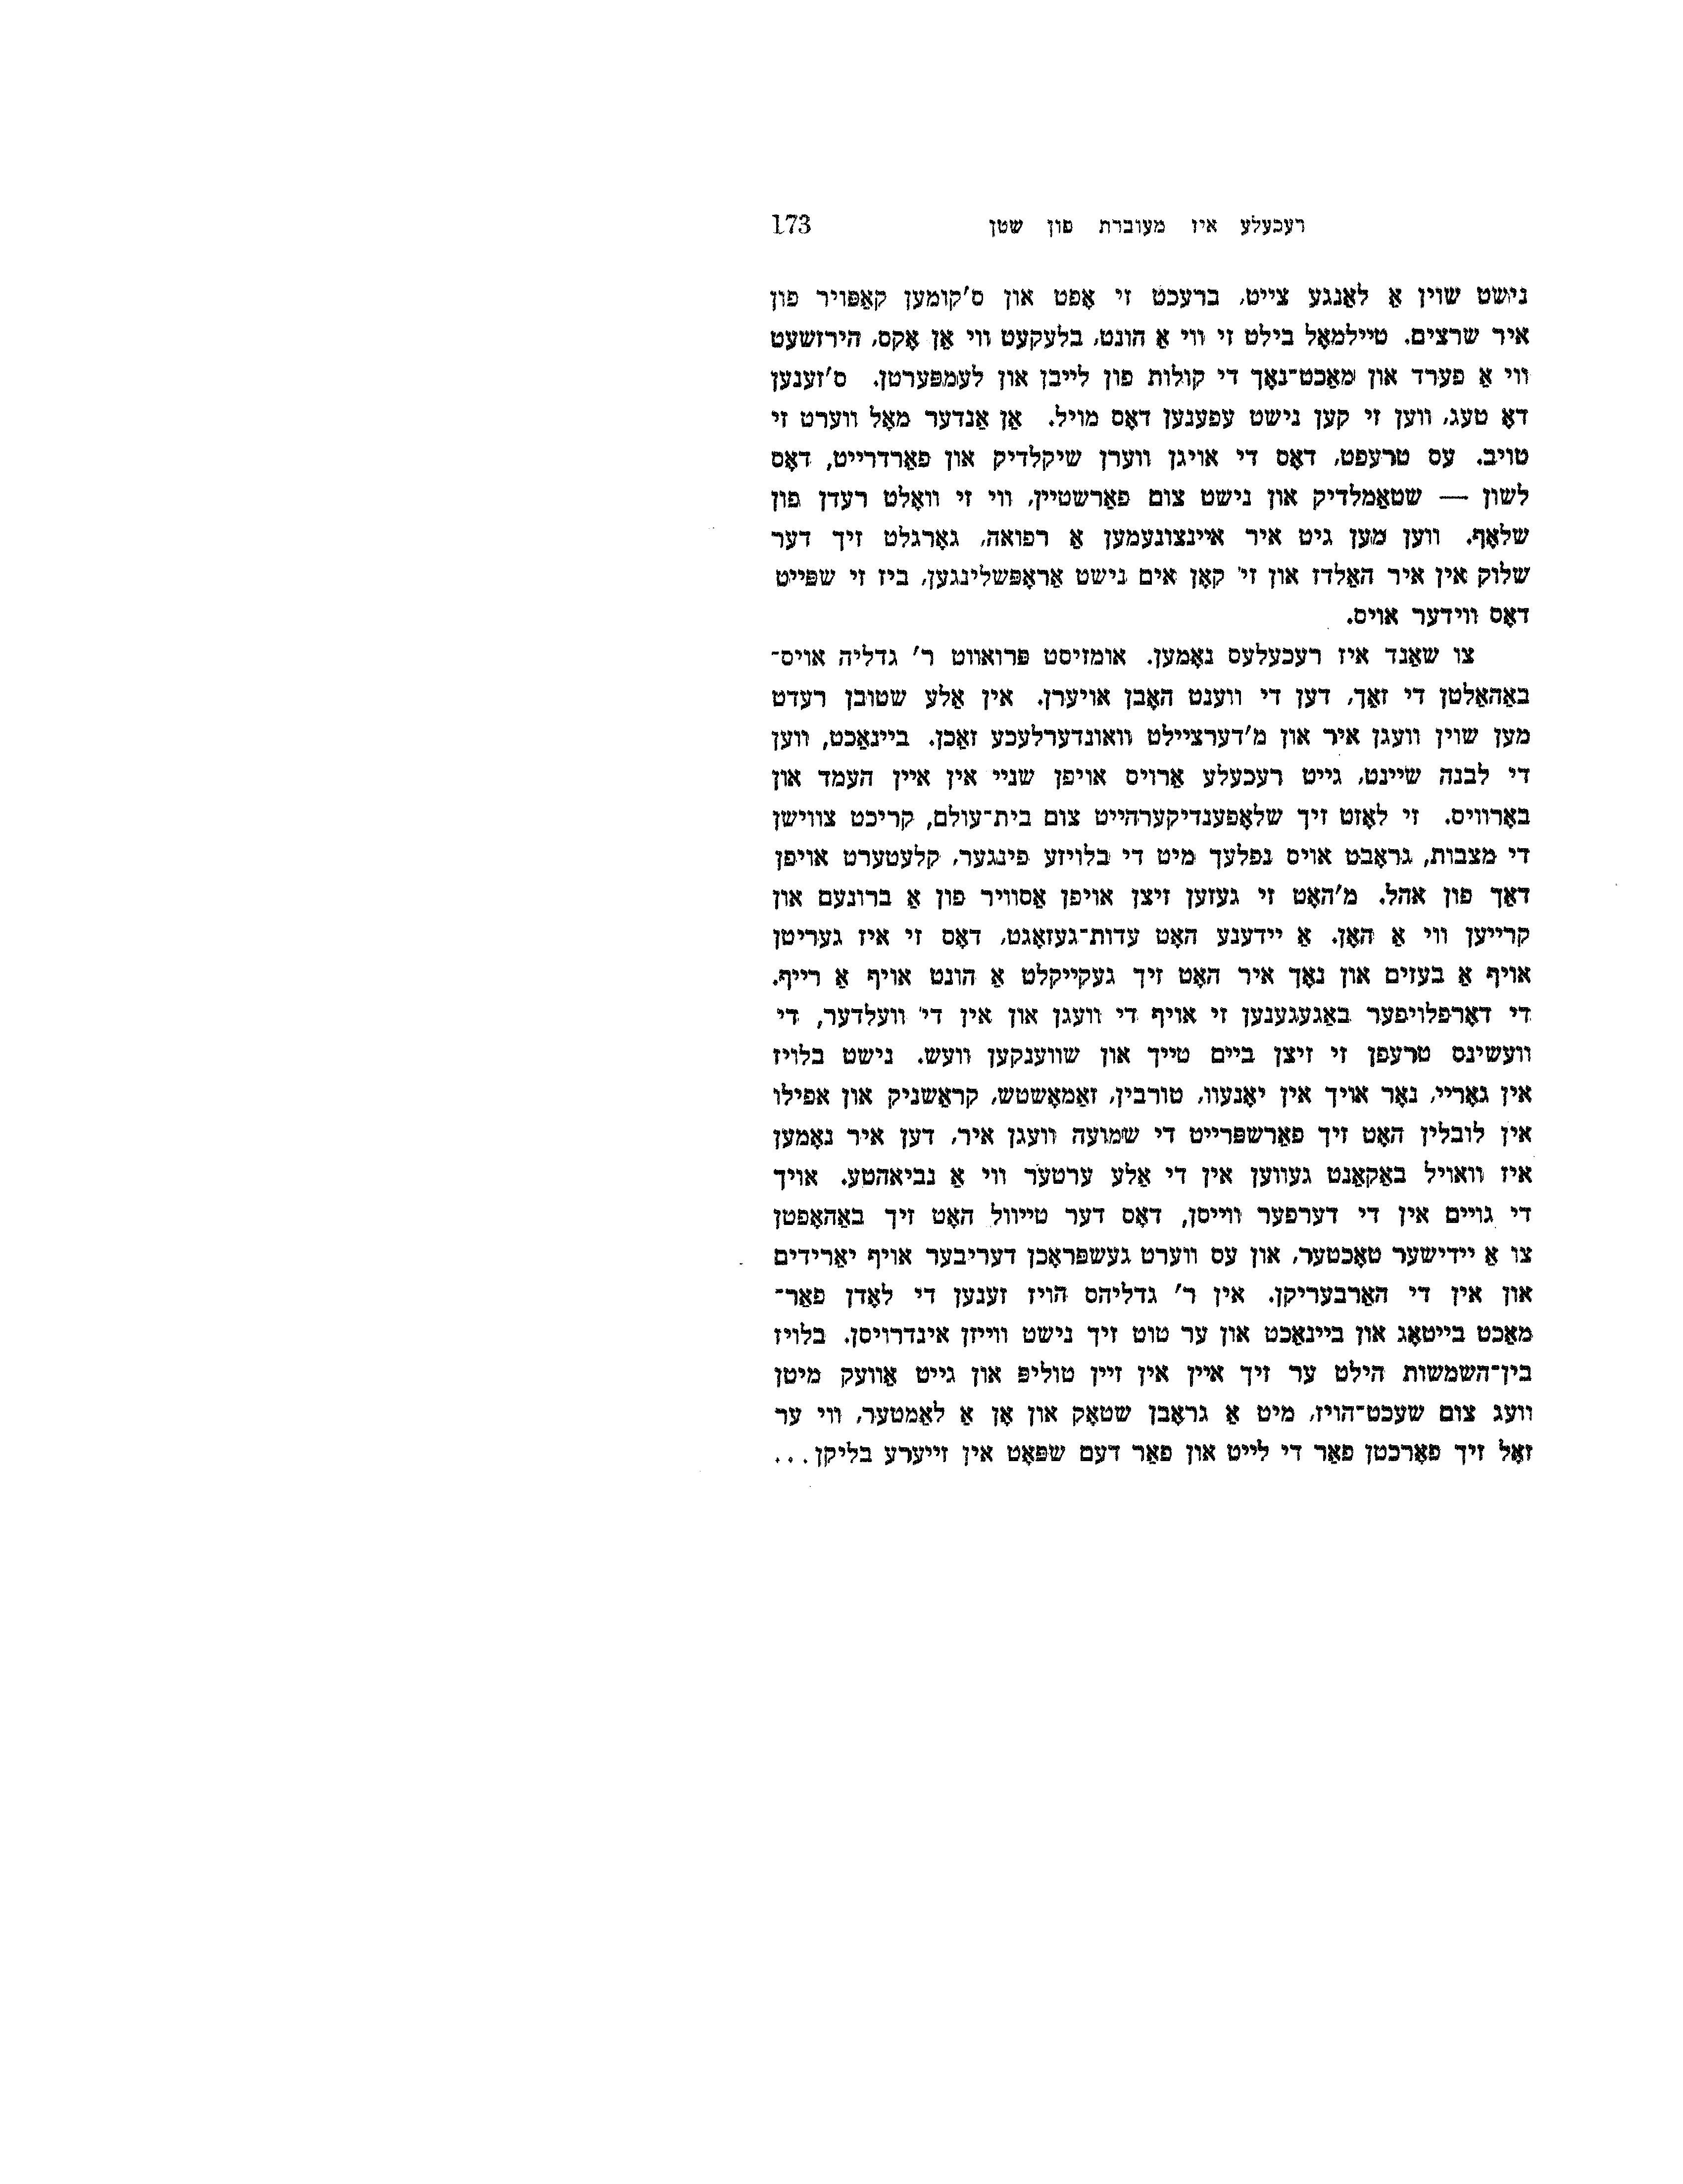 רעכעלע איז מעוברת פון שטן 173
נישט שוין אַ לאַנגע צייט, ברעכט זי אָפט און ס'קומען קאַפּויר פון
איר שרצים. טיילמאָל בילט זי ווי אַ הונט, בלעקעט ווי אַן אָקס, הירזשעט
ווי אַ פערד און מאַכט־נאָך די קולות פון לייבן און לעמפּערטן. ס'זענען
דאָ טעג, ווען זי קען נישט עפענען דאָס מויל. אַן אַנדער מאָל ווערט זי
טויב. עס טרעפט, דאָס די אויגן ווערן שיקלדיק און פאַרדרייט, דאָס
לשון — שטאַמלדיק און נישט צום פאַרשטיין, ווי זי וואָלט רעדן פון
שלאָף. ווען מען גיט איר איינצונעמען אַ רפואה, גאָרגלט זיך דער
שלוק אין איר האַלדז און זי קאָן אים נישט אַראָפּשלינגען, ביז זי שפּייט
דאָס ווידער אויס.
צו שאַנד איז רעכעלעס נאָמען. אומזיסט פּרואווט ר' גדליה אויס־
באַהאַלטן די זאַך, דען די ווענט האָבן אויערן. אין אַלע שטובן רעדט
מען שוין וועגן איר און מ'דערציילט וואונדערלעכע זאַכן. ביינאַכט, ווען
די לבנה שיינט, גייט רעכעלע אַרויס אויפן שניי אין איין העמד און
באָרוויס. זי לאָזט זיך שלאָפענדיקערהייט צום בית־עולם, קריכט צווישן
די מצבות, גראָבט אויס נפלעך מיט די בלויזע פינגער, קלעטערט אויפן
דאַך פון אהל. מ'האָט זי געזען זיצן אויפן אַסוויר פון אַ ברונעם און
קרייען ווי אַ האָן. אַ יידענע האָט עדות־געזאָגט, דאָס זי איז געריטן
אויף אַ בעזים און נאָך איר האָט זיך געקייקלט אַ הונט אויף אַ רייף.
די דאָרפלויפער באַגעגענען זי אויף די וועגן און אין די וועלדער, די
וועשינס טרעפן זי זיצן ביים טייך און שווענקען וועש. נישט בלויז
אין גאָריי, נאָר אויך אין יאָנעוו, טורבין, זאַמאָשטש, קראַשניק און אפילו
אין לובלין האָט זיך פאַרשפּרייט די שמועה וועגן איר, דען איר נאָמען
איז וואויל באַקאַנט געווען אין די אַלע ערטער ווי אַ נביאהטע. אויך
די גויים אין די דערפער ווייסן, דאָס דער טייוול האָט זיך באַהאָפטן
צו אַ יידישער טאָכטער, און עס ווערט געשפּראָכן דעריבער אויף יאַרידים
און אין די האַרבעריקן. אין ר' גדליהס הויז זענען די לאָדן פאַר־
מאַכט בייטאָג און ביינאַכט און ער טוט זיך נישט ווייזן אינדרויסן. בלויז
בין־השמשות הילט ער זיך איין אין זיין טוליפּ און גייט אַוועק מיטן
וועג צום שעכט־הויז, מיט אַ גראָבן שטאָק און אָן אַ לאַמטער, ווי ער
זאָל זיך פאָרכטן פאַר די לייט און פאַר דעם שפּאָט אין זייערע בליקן...